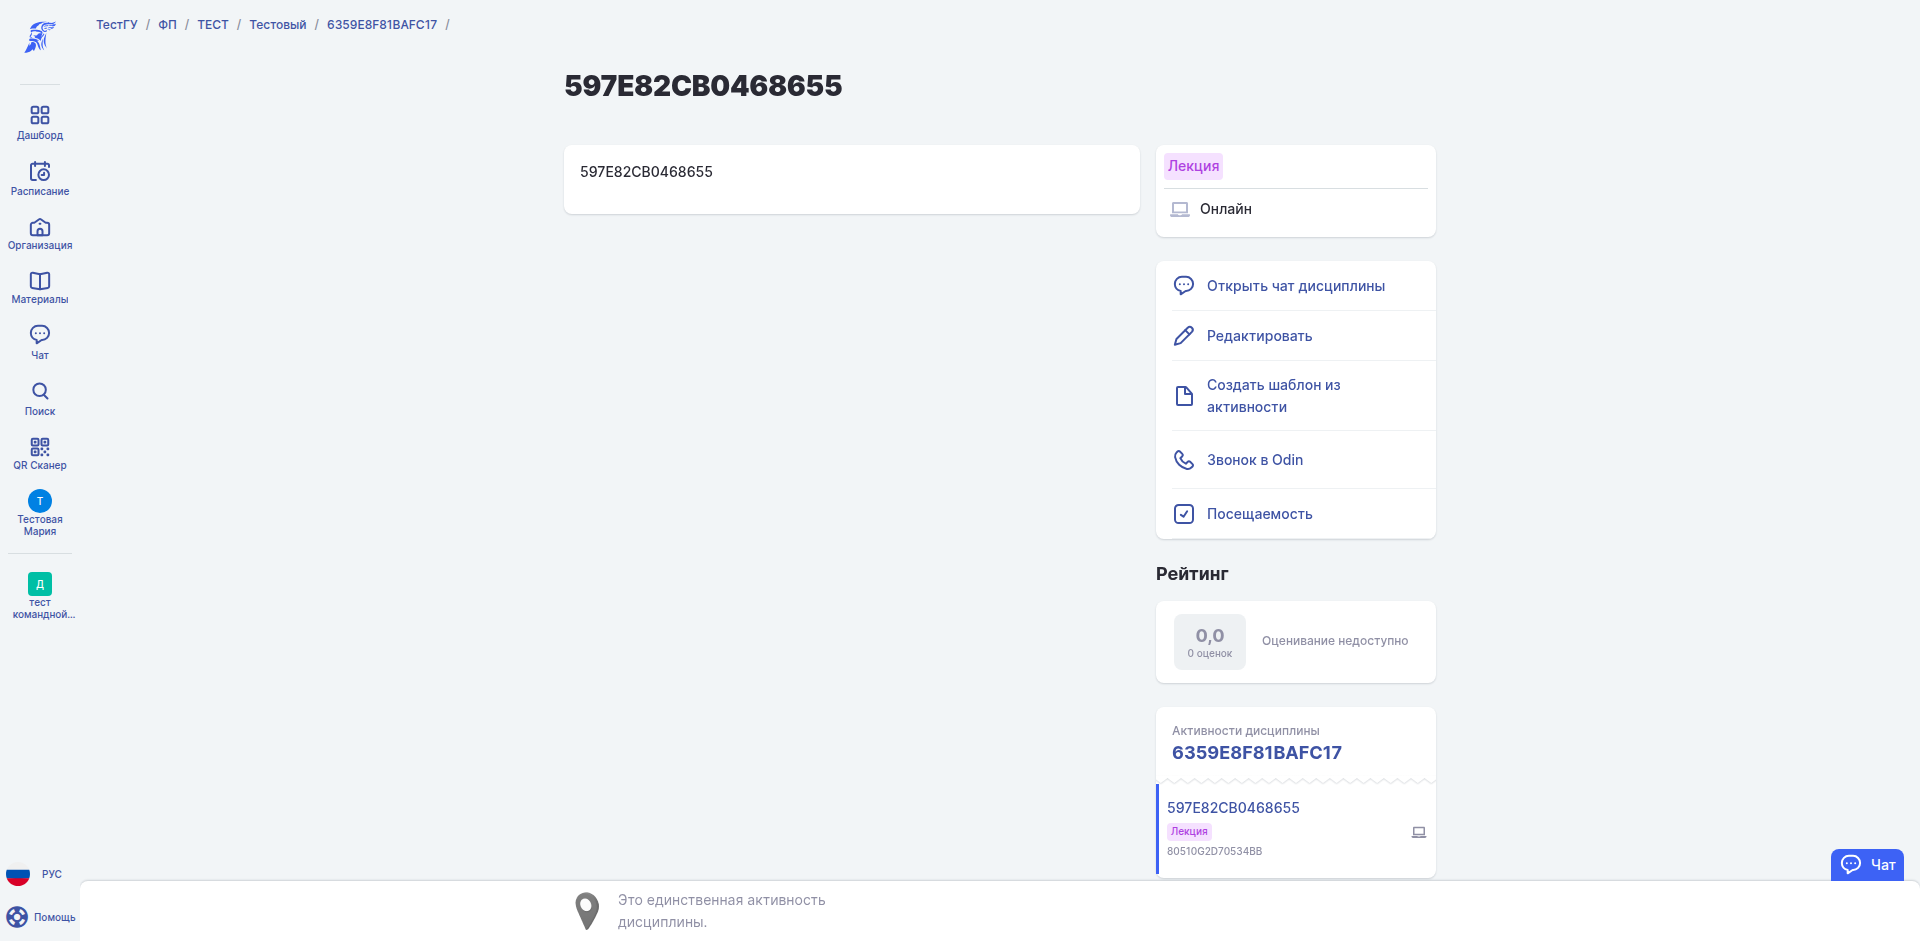 ТестГУ / ФП / ТЕСТ / Тестовый / 6359E8F81BAFC17 /
597E82CB0468655
597E82CB0468655
Лекция
Онлайн
Открыть чат дисциплины
Редактировать
Создать шаблон из
активности
Звонок в Odin
Посещаемость
Рейтинг
0,0
0 оценок
Оценивание недоступно
Активности дисциплины
6359E8F81BAFC17
597E82CB0468655
Лекция
80510G2D70534BB
Чат
Это единственная активность
дисциплины.
Дашборд
Расписание
Организация
Материалы
Чат
Поиск
QR Сканер
Т
Тестовая
Мария
Д
тест
командной...
РУС
Помощь